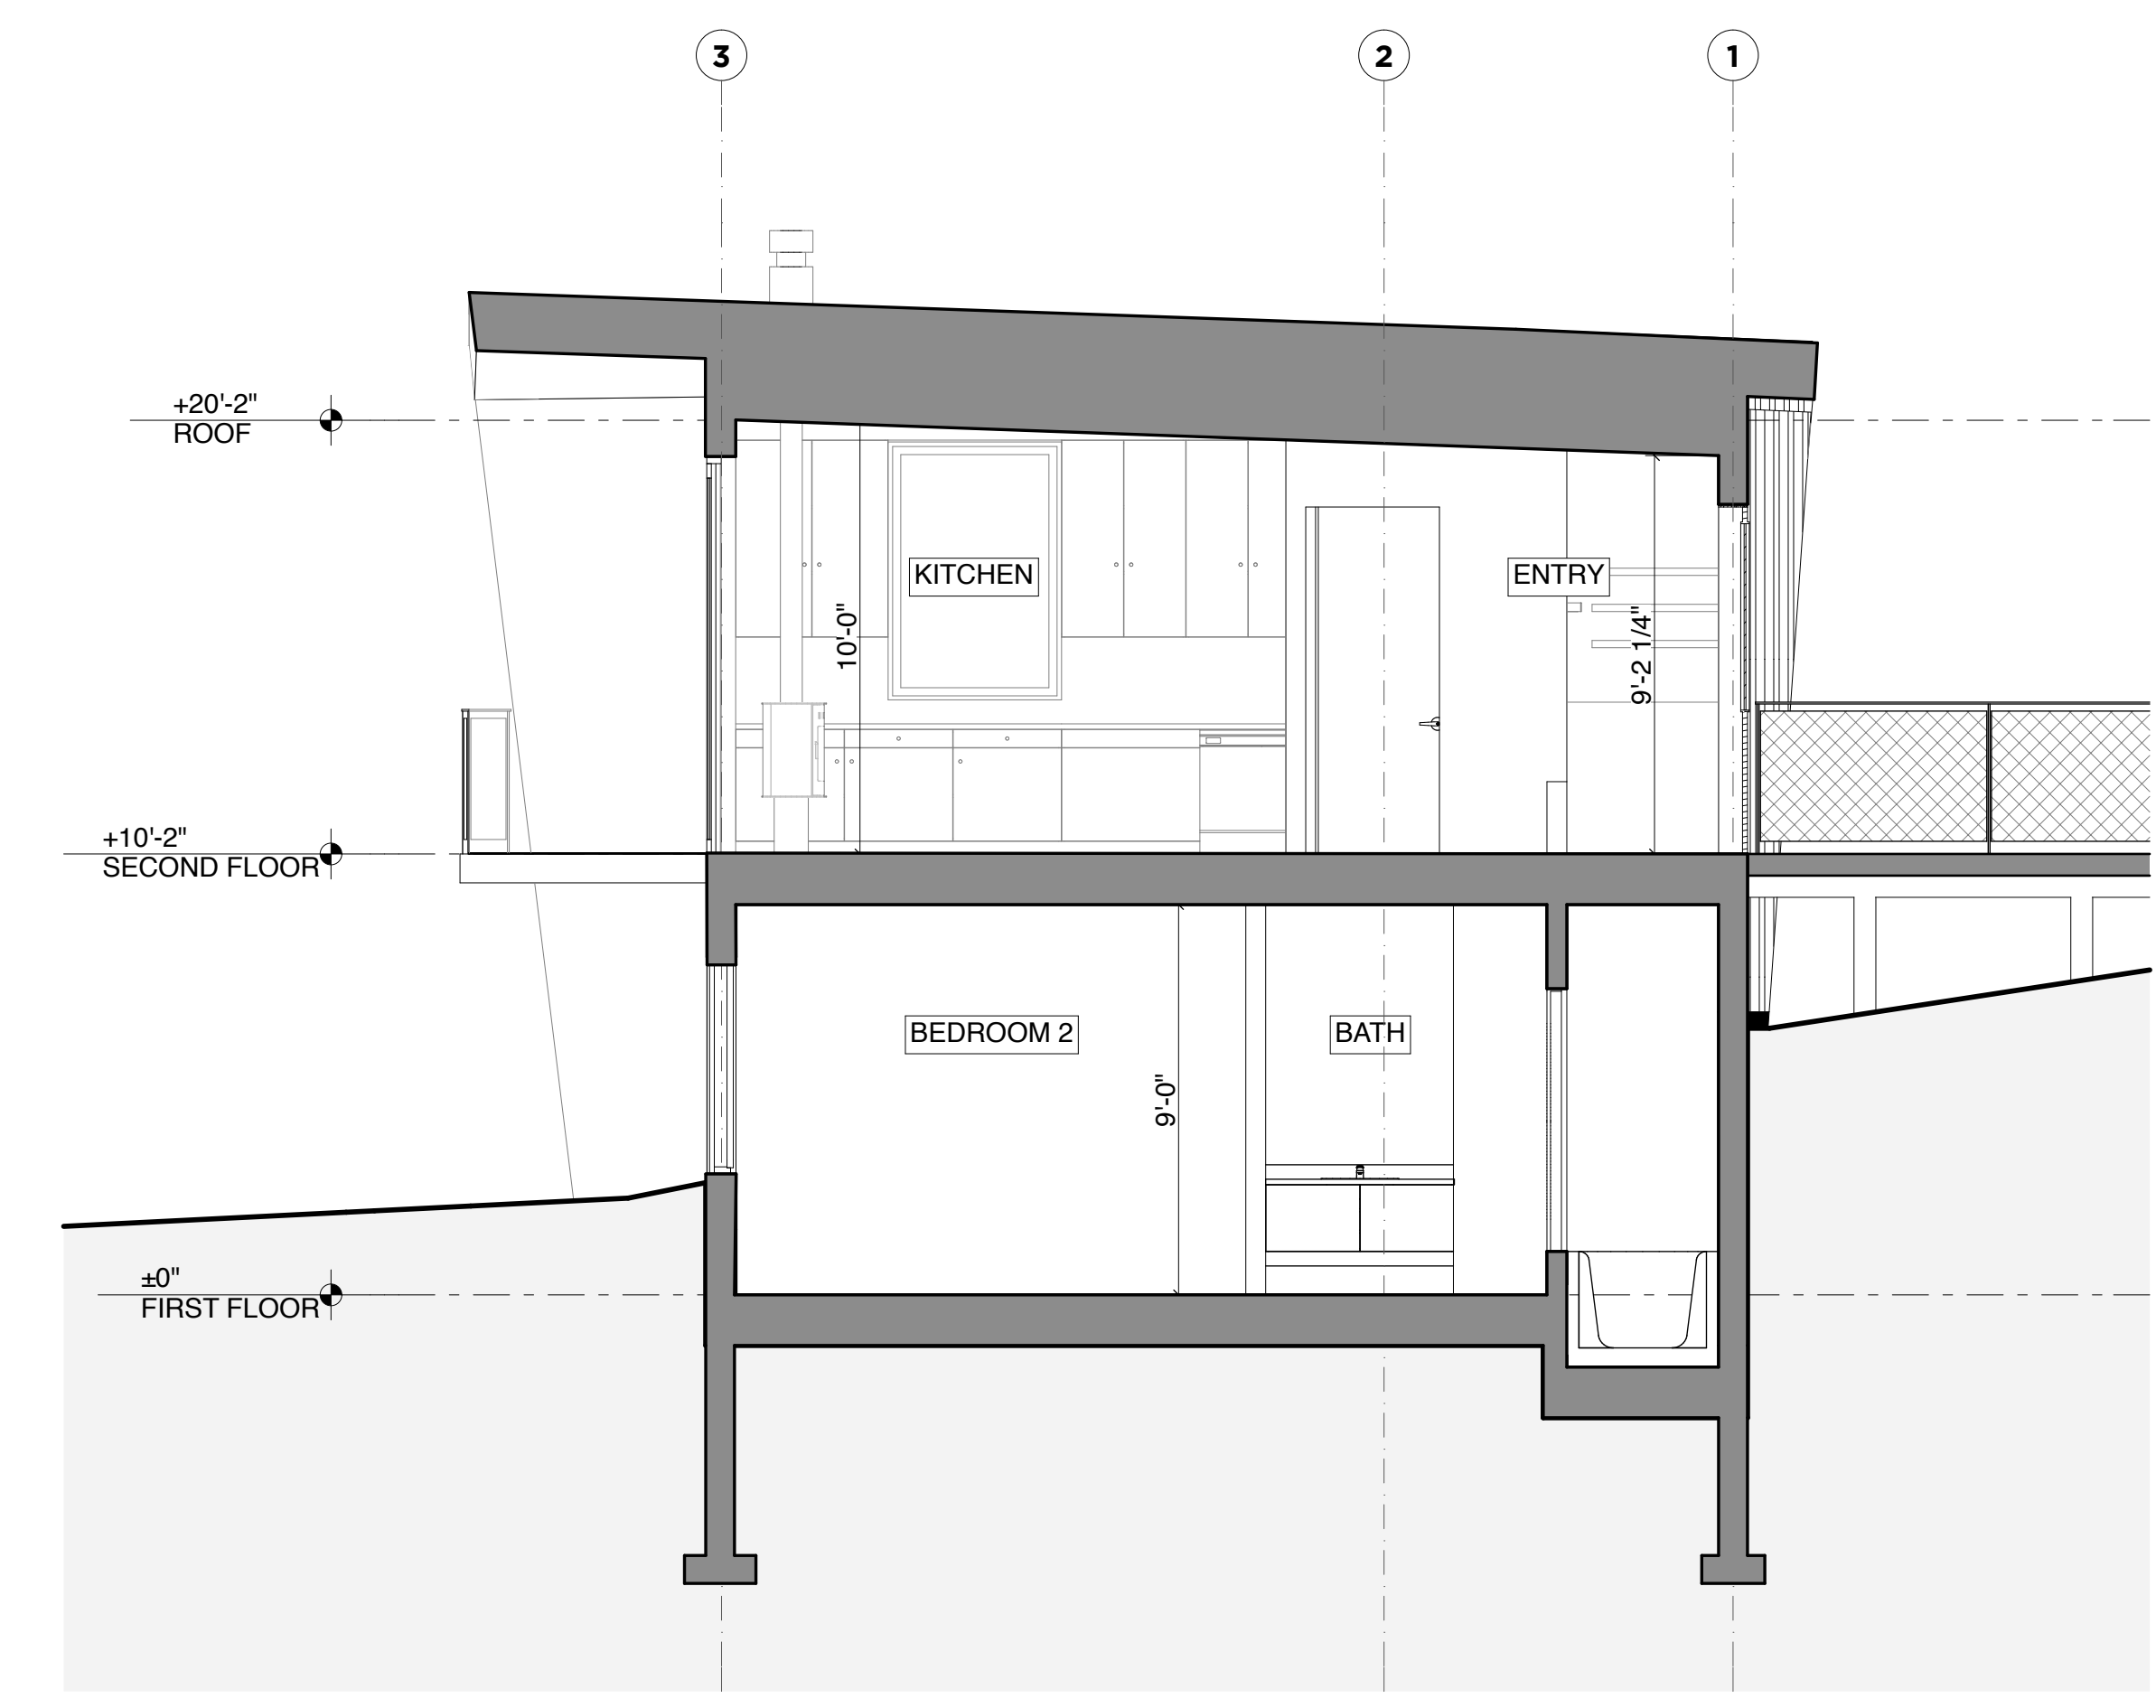 3
2
1
+20'-2"
ROOF
KITCHEN
ENTRY
10'-0"
9'-2 1/4"
+10'-2"
SECOND FLOOR
BEDROOM 2
BATH
9'-0"
±0"
FIRST FLOOR